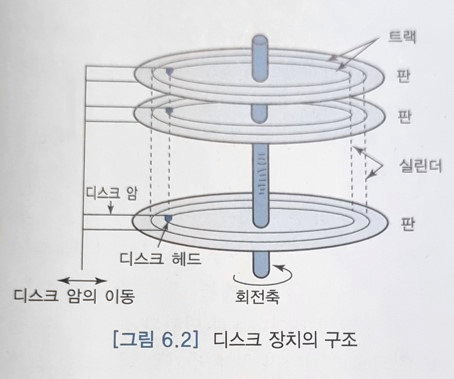 트랙
판
판
실린더
디스크 암
판
디스크 헤드
디스크 암의 이동
회전축
[그림 6.2] 디스크 장치의 구조